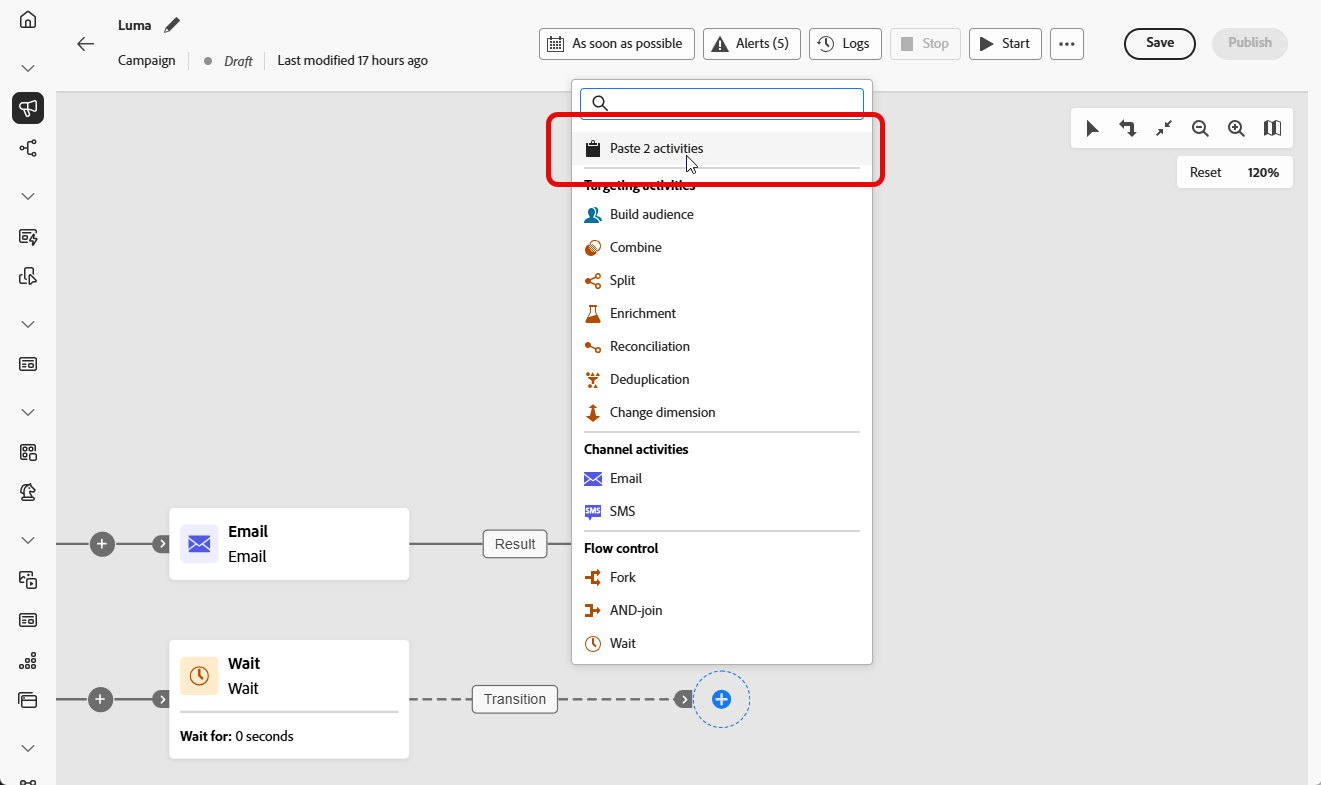 Luma
Campaign
Draft
Last modified 17 hours ago
As soon as possible
Alerts (5)
Logs
Stop
Start
Save
Publish
Reset
120%
Paste 2 activities
Targeting activities
Build audience
Combine
Split
Enrichment
Reconciliation
Deduplication
Change dimension
Channel activities
Email
SMS
SMS
Flow control
Fork
AND-join
Wait
Email
Email
Result
Wait
Wait
Wait for: 0 seconds
Transition